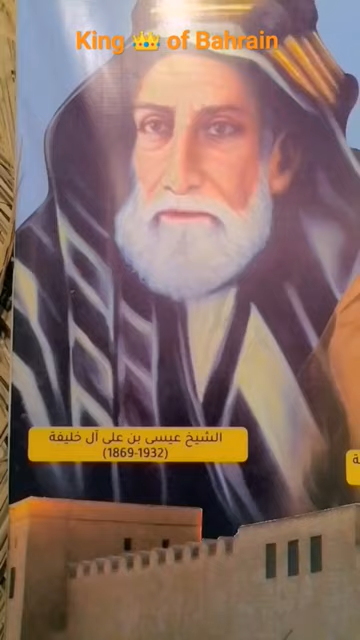 King 👑 of Bahrain
الشيخ عيسى بن على آل خليفة
(1869-1932)